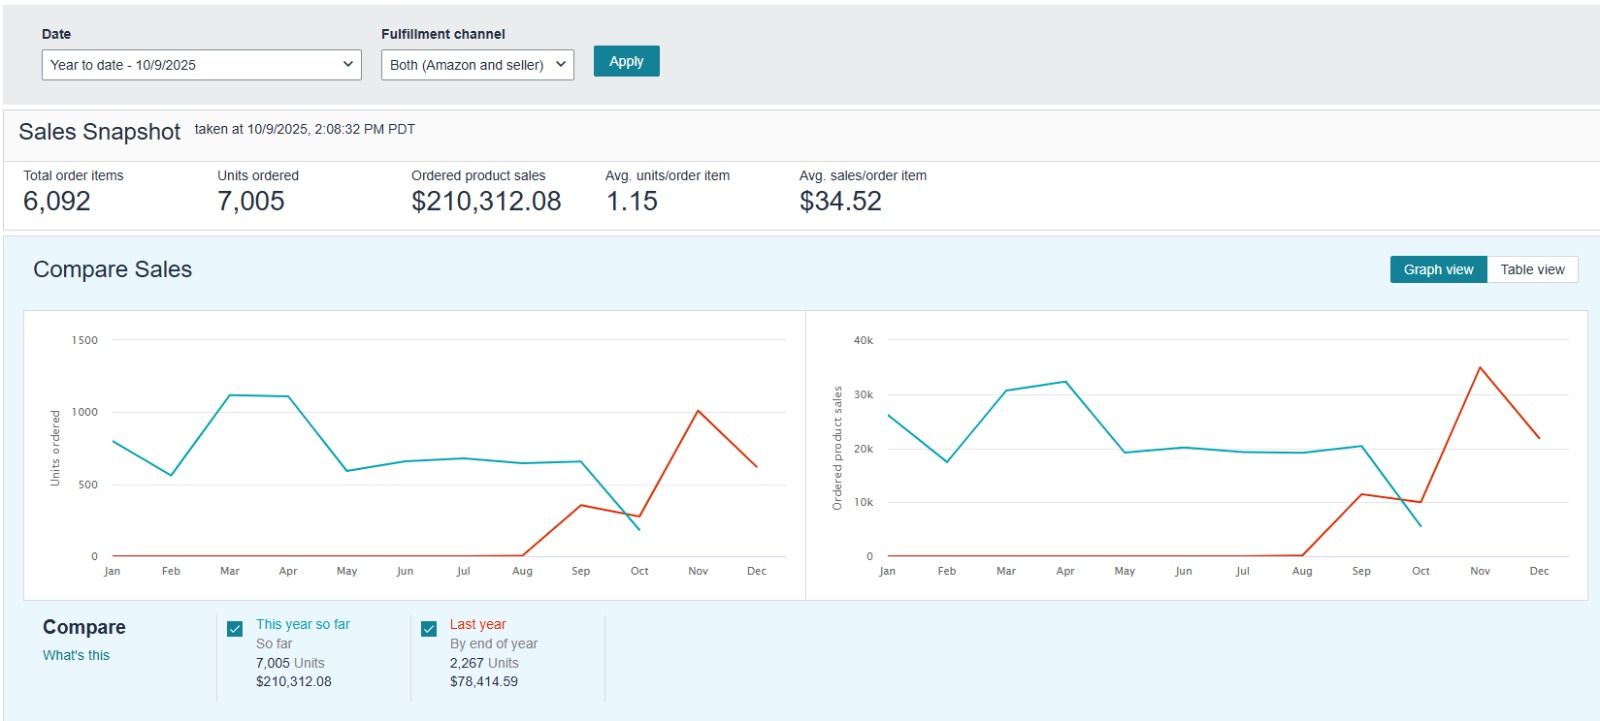 Date
Fulfillment channel
Year to date - 10/9/2025
Both (Amazon and seller)
Apply
Sales Snapshot taken at 10/9/2025, 2:08:32 PM PDT
Total order items
6,092
Units ordered
7,005
Ordered product sales
$210,312.08
Avg. units/order item
1.15
Avg. sales/order item
$34.52
Compare Sales
Graph view
Table view
Units ordered
1500
1000
500
0
Jan Feb Mar Apr May Jun Jul Aug Sep Oct Nov Dec
Ordered product sales
40k
30k
20k
10k
0
Jan Feb Mar Apr May Jun Jul Aug Sep Oct Nov Dec
Compare
What's this
This year so far
So far
7,005 Units
$210,312.08
Last year
By end of year
2,267 Units
$78,414.59